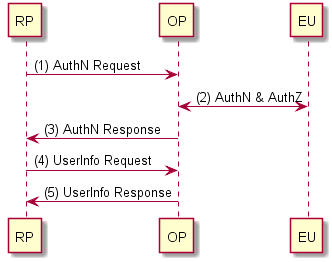 RP OP EU
(1) AuthN Request
(2) AuthN & AuthZ
(3) AuthN Response
(4) UserInfo Request
(5) UserInfo Response
RP OP EU